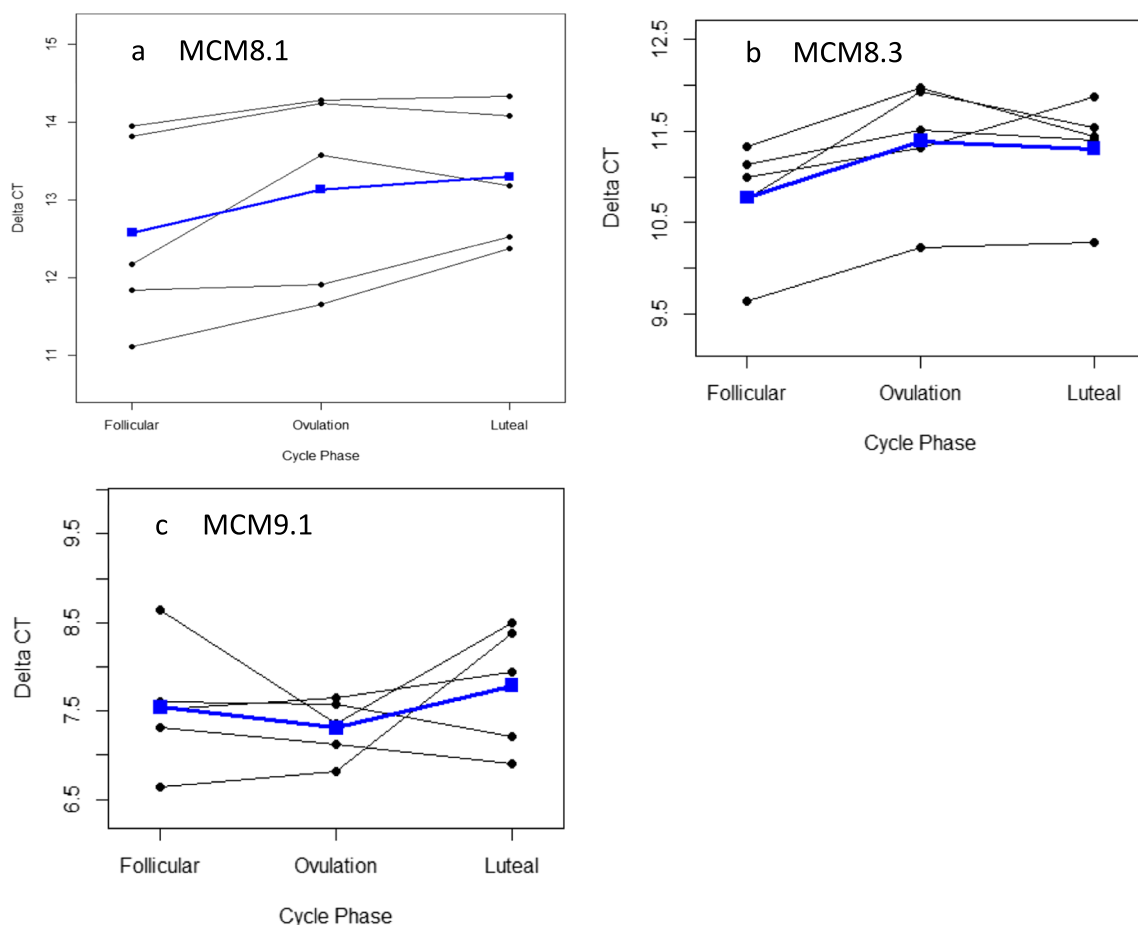 a MCM8.1
15
14
13
12
11
Delta CT
Follicular Ovulation Luteal
Cycle Phase
b MCM8.3
12.5
11.5
10.5
9.5
Delta CT
Follicular Ovulation Luteal
Cycle Phase
c MCM9.1
9.5
8.5
7.5
6.5
Delta CT
Follicular Ovulation Luteal
Cycle Phase